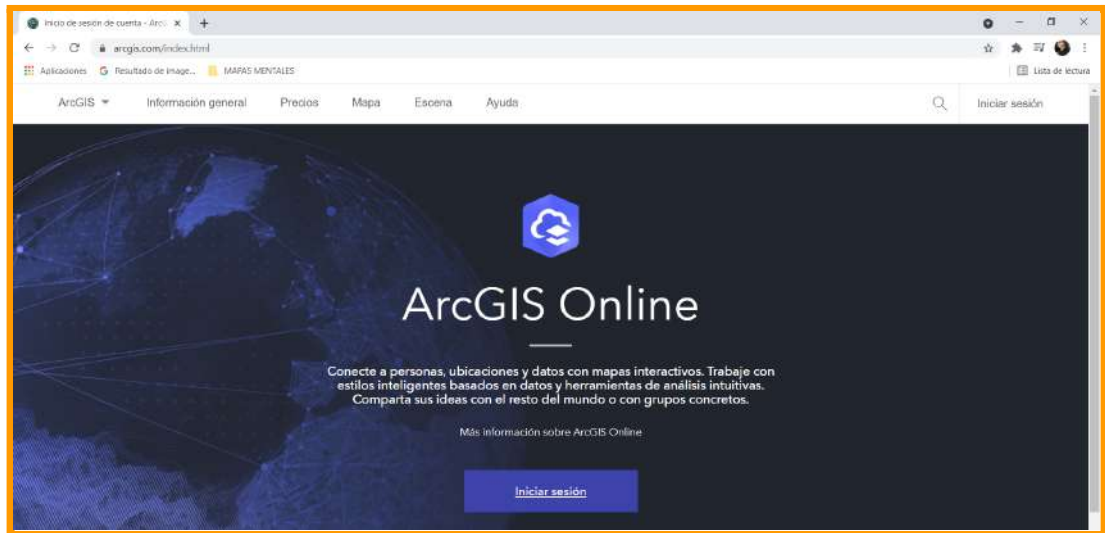 Inicio de sesión de cuenta - ArcG
arcgis.com/index.html
Aplicaciones
Resultado de image...
MAPAS MENTALES
Lista de lectura
ArcGIS
Información general
Precios
Mapa
Escena
Ayuda
Iniciar sesión
ArcGIS Online
Conecte a personas, ubicaciones y datos con mapas interactivos. Trabaje con
estilos inteligentes basados en datos y herramientas de análisis intuitivas.
Comparta sus ideas con el resto del mundo o con grupos concretos.
Más información sobre ArcGIS Online
Iniciar sesión